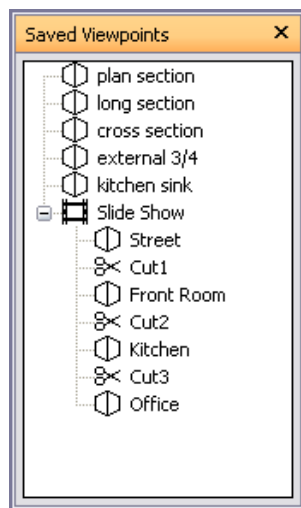 Saved Viewpoints
plan section
long section
cross section
external 3/4
kitchen sink
Slide Show
Street
Cut1
Front Room
Cut2
Kitchen
Cut3
Office